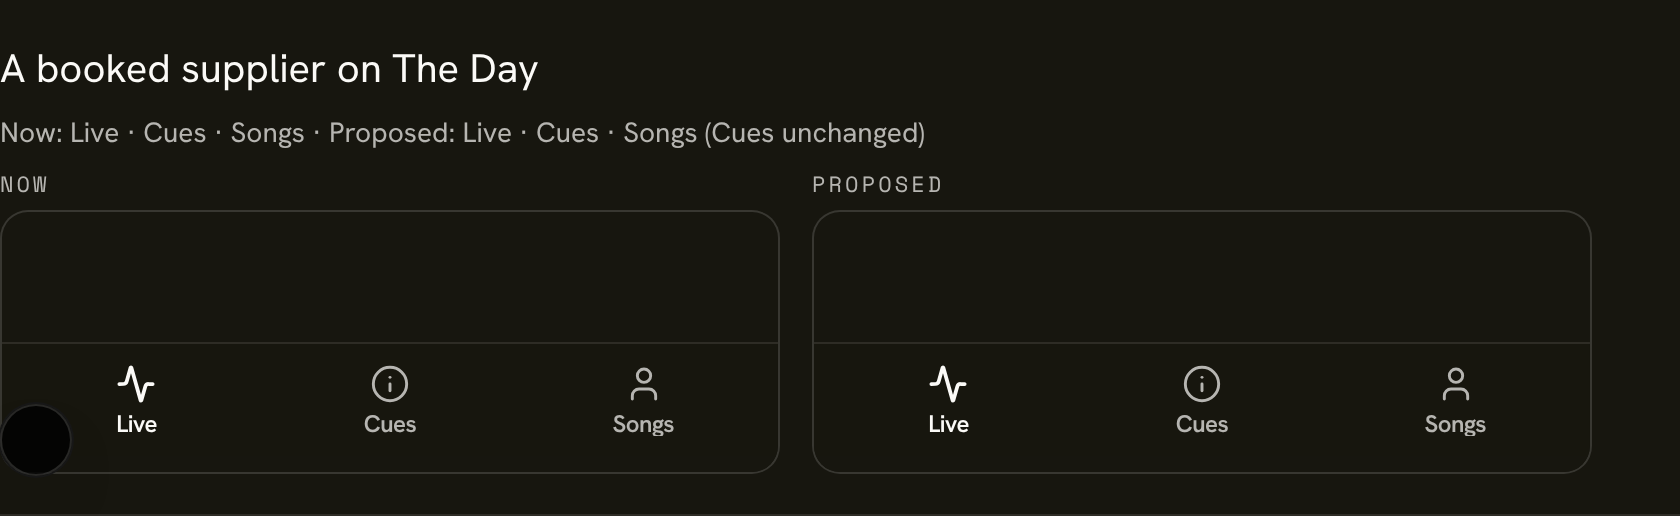 A booked supplier on The Day
Now: Live · Cues · Songs · Proposed: Live · Cues · Songs (Cues unchanged)
NOW
PROPOSED
Live
Cues
Songs
Live
Cues
Songs